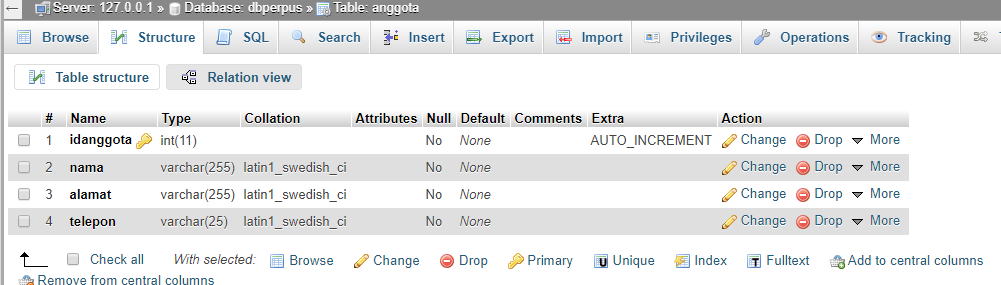 Server: 127.0.0.1 » Database: dbperpus » Table: anggota
Browse Structure SQL Search Insert Export Import Privileges Operations Tracking
Table structure Relation view
# Name Type Collation Attributes Null Default Comments Extra Action
1 idanggota int(11) No None AUTO_INCREMENT Change Drop More
2 nama varchar(255) latin1_swedish_ci No None Change Drop More
3 alamat varchar(255) latin1_swedish_ci No None Change Drop More
4 telepon varchar(25) latin1_swedish_ci No None Change Drop More
Check all With selected: Browse Change Drop Primary Unique Index Fulltext Add to central columns
Remove from central columns